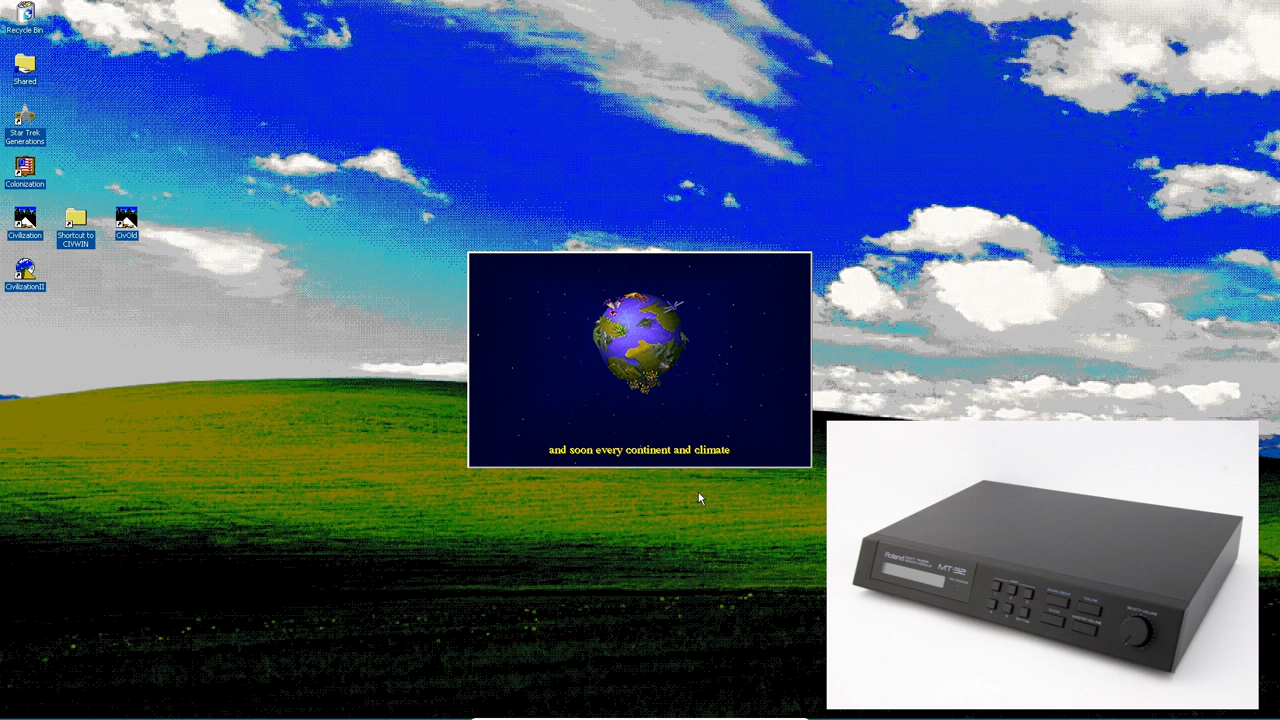 Recycle Bin
Shared
Star Trek
Generations
Colonization
Civilization
Shortcut to
CIVWIN
CivOld
CivilizationII
and soon every continent and climate
Roland
MT-32